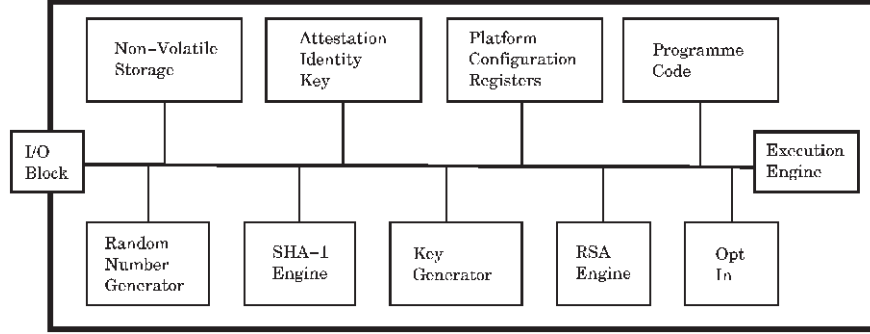 Non-Volatile
Storage
Attestation
Identity
Key
Platform
Configuration
Registers
Programme
Code
I/O
Block
Execution
Engine
Random
Number
Generator
SHA-1
Engine
Key
Generator
RSA
Engine
Opt
In